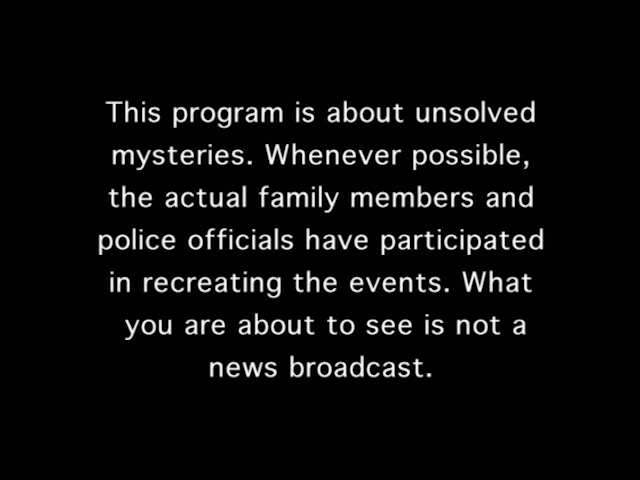 This program is about unsolved
mysteries. Whenever possible,
the actual family members and
police officials have participated
in recreating the events. What
you are about to see is not a
news broadcast.